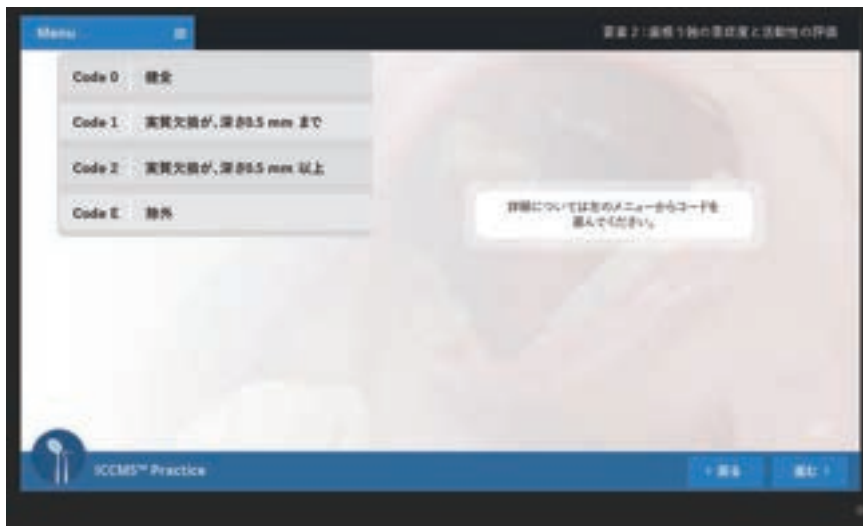 Menu
要素2:歯根う蝕の重症度と活動性の評価
Code 0 健全
Code 1 実質欠損が、深さ0.5 mm まで
Code 2 実質欠損が、深さ0.5 mm 以上
Code E 除外
詳細については左のメニューからコードを
選んでください。
ICCMS™ Practice
戻る
進む